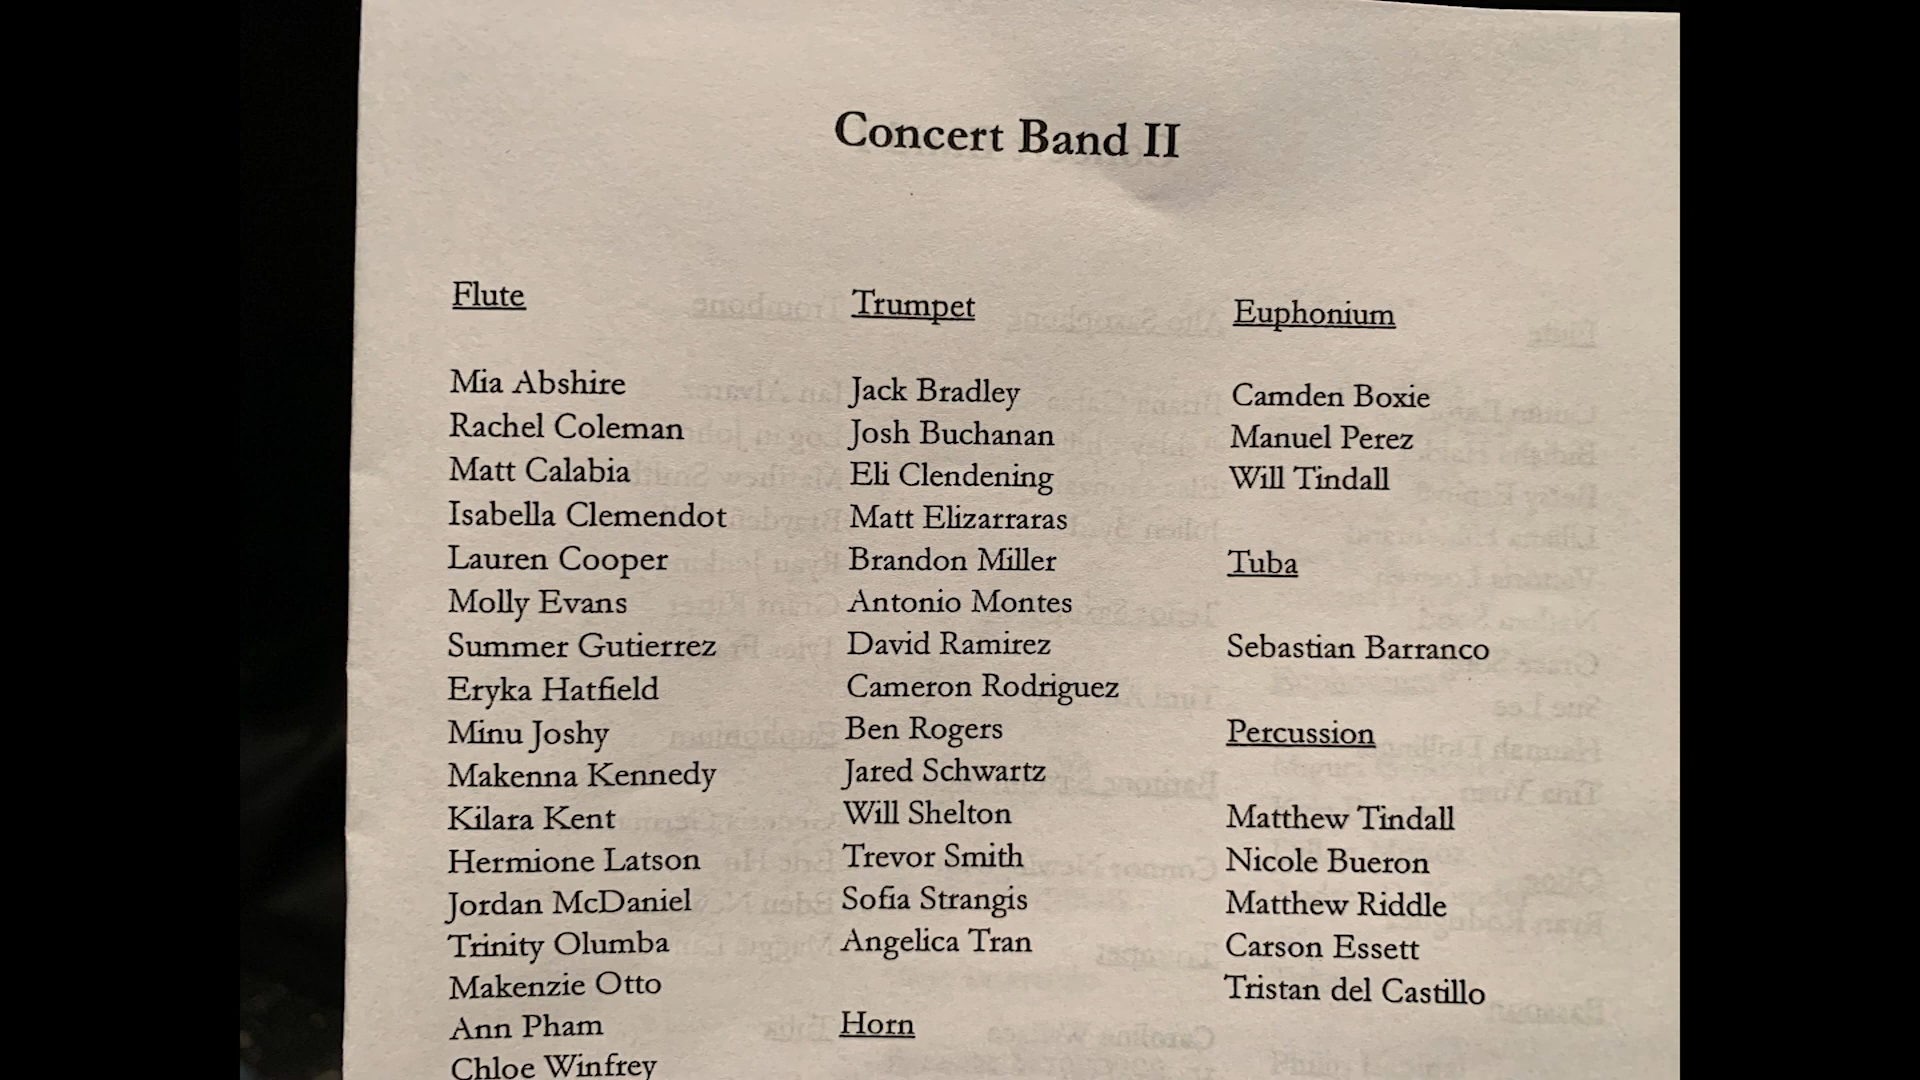 Concert Band II
Flute
Mia Abshire
Rachel Coleman
Matt Calabia
Isabella Clemendot
Lauren Cooper
Molly Evans
Summer Gutierrez
Eryka Hatfield
Minu Joshy
Makenna Kennedy
Kilara Kent
Hermione Latson
Jordan McDaniel
Trinity Olumba
Makenzie Otto
Ann Pham
Chloe Winfrey
Trumpet
Jack Bradley
Josh Buchanan
Eli Clendening
Matt Elizarraras
Brandon Miller
Antonio Montes
David Ramirez
Cameron Rodriguez
Ben Rogers
Jared Schwartz
Will Shelton
Trevor Smith
Sofia Strangis
Angelica Tran
Horn
Euphonium
Camden Boxie
Manuel Perez
Will Tindall
Tuba
Sebastian Barranco
Percussion
Matthew Tindall
Nicole Bueron
Matthew Riddle
Carson Essett
Tristan del Castillo